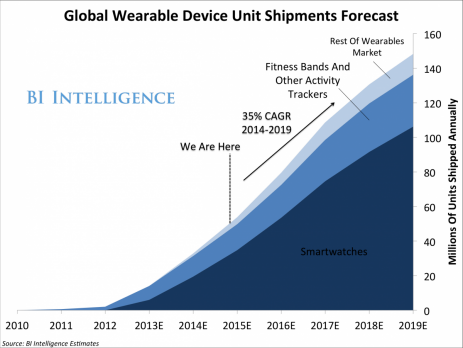 Global Wearable Device Unit Shipments Forecast
Rest Of Wearables
Market
Fitness Bands And
Other Activity
Trackers
BI INTELLIGENCE
35% CAGR
2014-2019
We Are Here
Smartwatches
160
140
120
100
80
60
40
20
0
Millions Of Units Shipped Annually
2010
2011
2012
2013E
2014E
2015E
2016E
2017E
2018E
2019E
Source: BI Intelligence Estimates